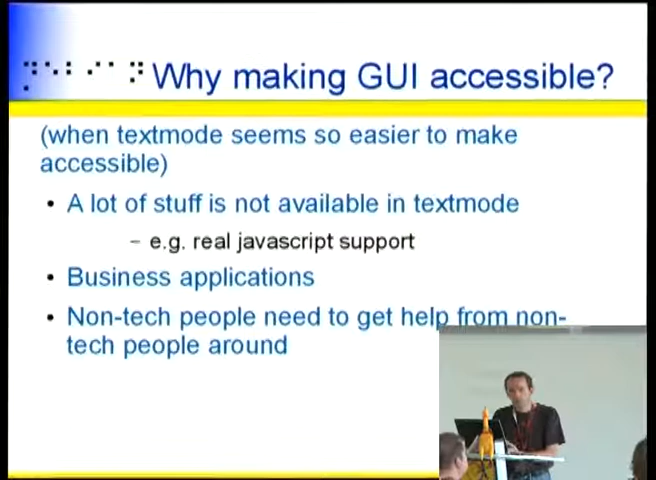 Why making GUI accessible?
(when textmode seems so easier to make
accessible)
• A lot of stuff is not available in textmode
– e.g. real javascript support
• Business applications
• Non-tech people need to get help from non-
tech people around